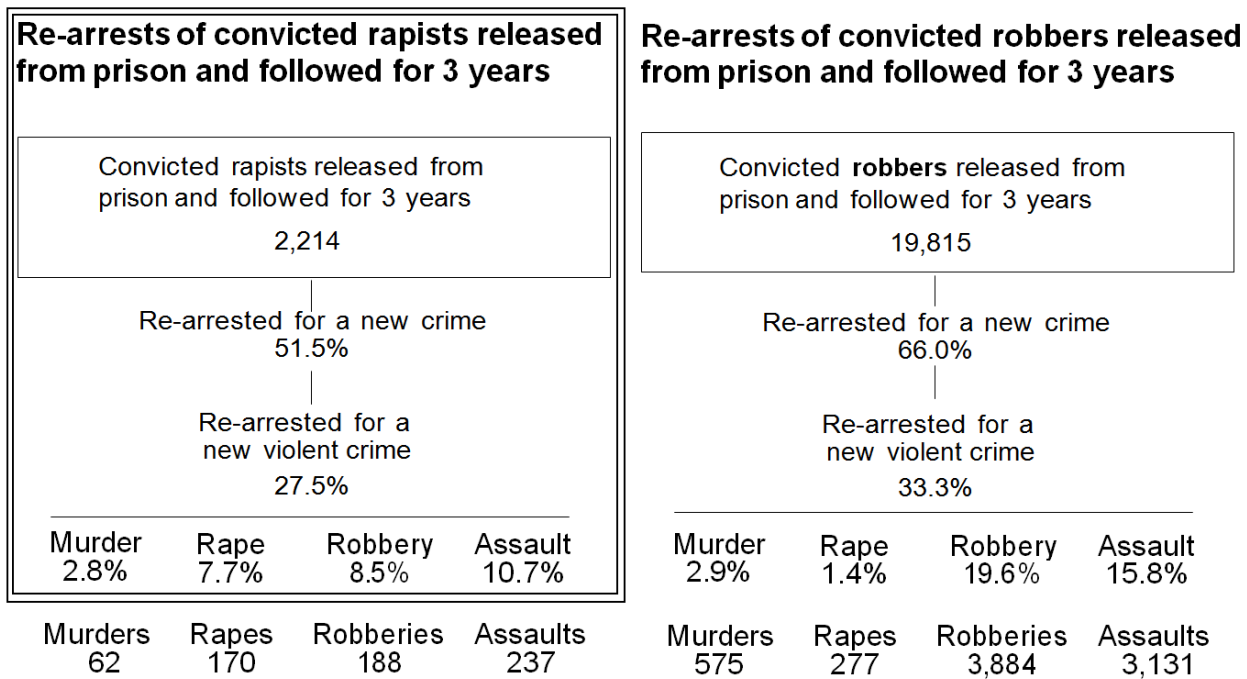 Re-arrests of convicted rapists released
from prison and followed for 3 years
Convicted rapists released from
prison and followed for 3 years
2,214
Re-arrested for a new crime
51.5%
Re-arrested for a
new violent crime
27.5%
Murder Rape Robbery Assault
2.8% 7.7% 8.5% 10.7%
Murders Rapes Robberies Assaults
62 170 188 237
Re-arrests of convicted robbers released
from prison and followed for 3 years
Convicted robbers released from
prison and followed for 3 years
19,815
Re-arrested for a new crime
66.0%
Re-arrested for a
new violent crime
33.3%
Murder Rape Robbery Assault
2.9% 1.4% 19.6% 15.8%
Murders Rapes Robberies Assaults
575 277 3,884 3,131